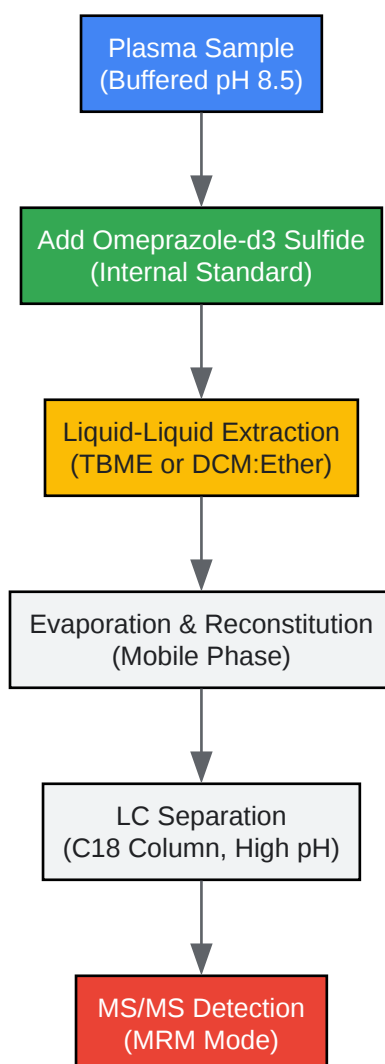 Plasma Sample
(Buffered pH 8.5)
Add Omeprazole-d3 Sulfide
(Internal Standard)
Liquid-Liquid Extraction
(TBME or DCM:Ether)
Evaporation & Reconstitution
(Mobile Phase)
LC Separation
(C18 Column, High pH)
MS/MS Detection
(MRM Mode)